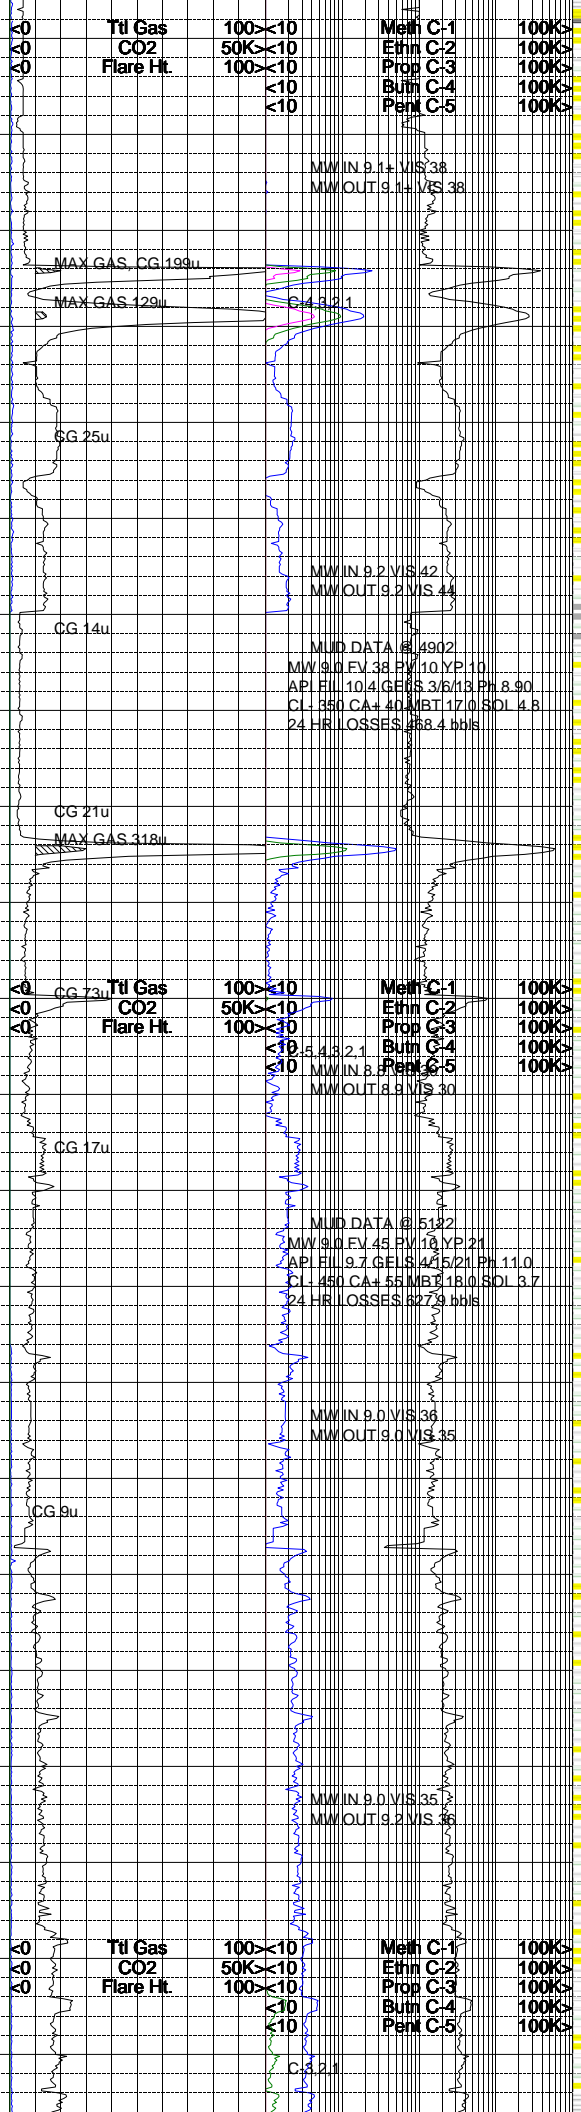 <0 Ttl Gas 100><10 Meth C-1 100K>
<0 CO2 50K><10 Ethn C-2 100K>
<0 Flare Ht. 100><10 Prop C-3 100K>
<10 Butn C-4 100K>
<10 Pent C-5 100K>
MW IN 9.1+ VIS 38
MW OUT 9.1+ VIS 38
MAX GAS, CG 199u
MAX GAS 129u
C-4,3,2,1
CG 25u
MW IN 9.2 VIS 42
MW OUT 9.2 VIS 44
CG 14u
MUD DATA @ 4902
MW 9.0 FV 38 PV 10 YP 10
API FIL 10.4 GELS 3/6/13 Ph 8.90
CL- 350 CA+ 40 MBT 17.0 SOL 4.8
24 HR LOSSES 468.4 bbls
CG 21u
MAX GAS 318u
<0 Ttl Gas 100><10 Meth C-1 100K>
CG 73u
<0 CO2 50K><10 Ethn C-2 100K>
<0 Flare Ht. 100><10 Prop C-3 100K>
<10 Butn C-4 100K>
C-5,4,3,2,1
<10 Pent C-5 100K>
MW IN 8.8
MW OUT 8.9 VIS 30
CG 17u
MUD DATA @ 5122
MW 9.0 FV 45 PV 10 YP 21
API FIL 9.7 GELS 4/15/21 Ph 11.0
CL- 450 CA+ 55 MBT 18.0 SOL 3.7
24 HR LOSSES 627.9 bbls
MW IN 9.0 VIS 36
MW OUT 9.0 VIS 35
CG 9u
MW IN 9.0 VIS 35
MW OUT 9.2 VIS 36
<0 Ttl Gas 100><10 Meth C-1 100K>
<0 CO2 50K><10 Ethn C-2 100K>
<0 Flare Ht. 100><10 Prop C-3 100K>
<10 Butn C-4 100K>
<10 Pent C-5 100K>
C-3,2,1